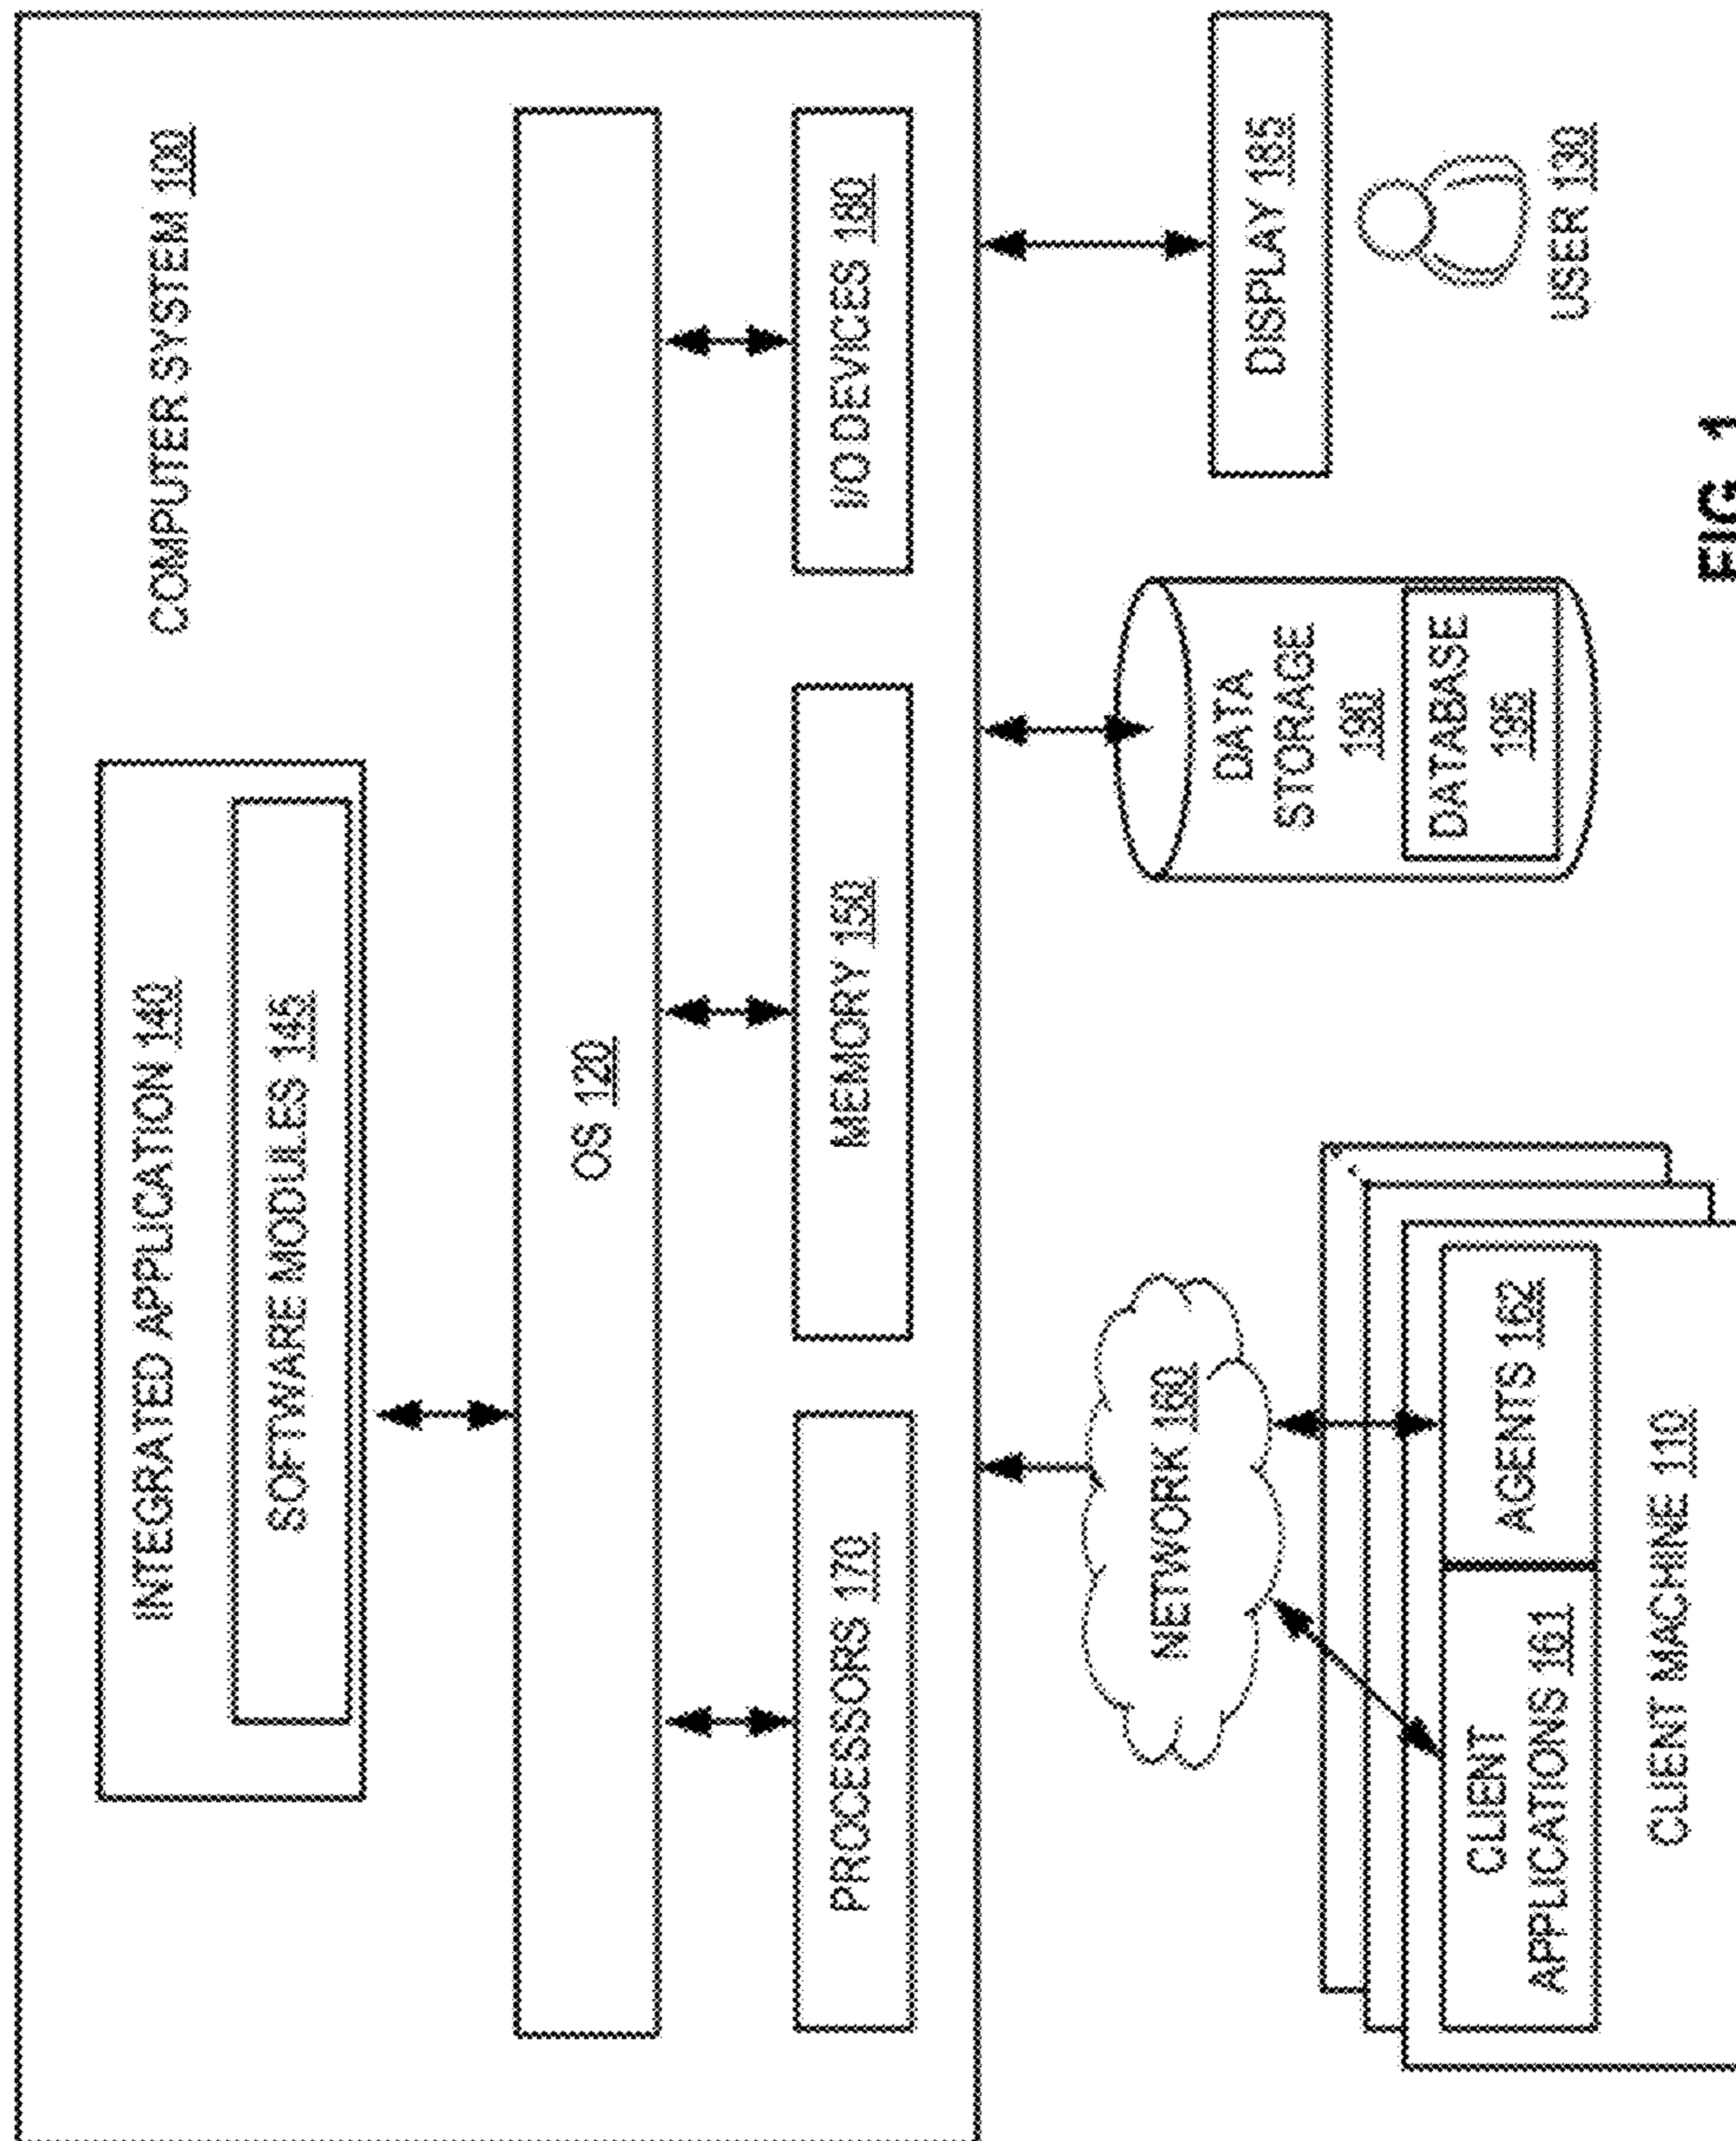 COMPUTER SYSTEM 100
INTEGRATED APPLICATION 140
SOFTWARE MODULES 145
OS 120
PROCESSORS 170
MEMORY 150
I/O DEVICES 180
NETWORK 160
DATA
STORAGE
190
DATABASE
195
DISPLAY 185
USER 130
CLIENT
APPLICATIONS 161
AGENTS 162
CLIENT MACHINE 110
FIG. 1